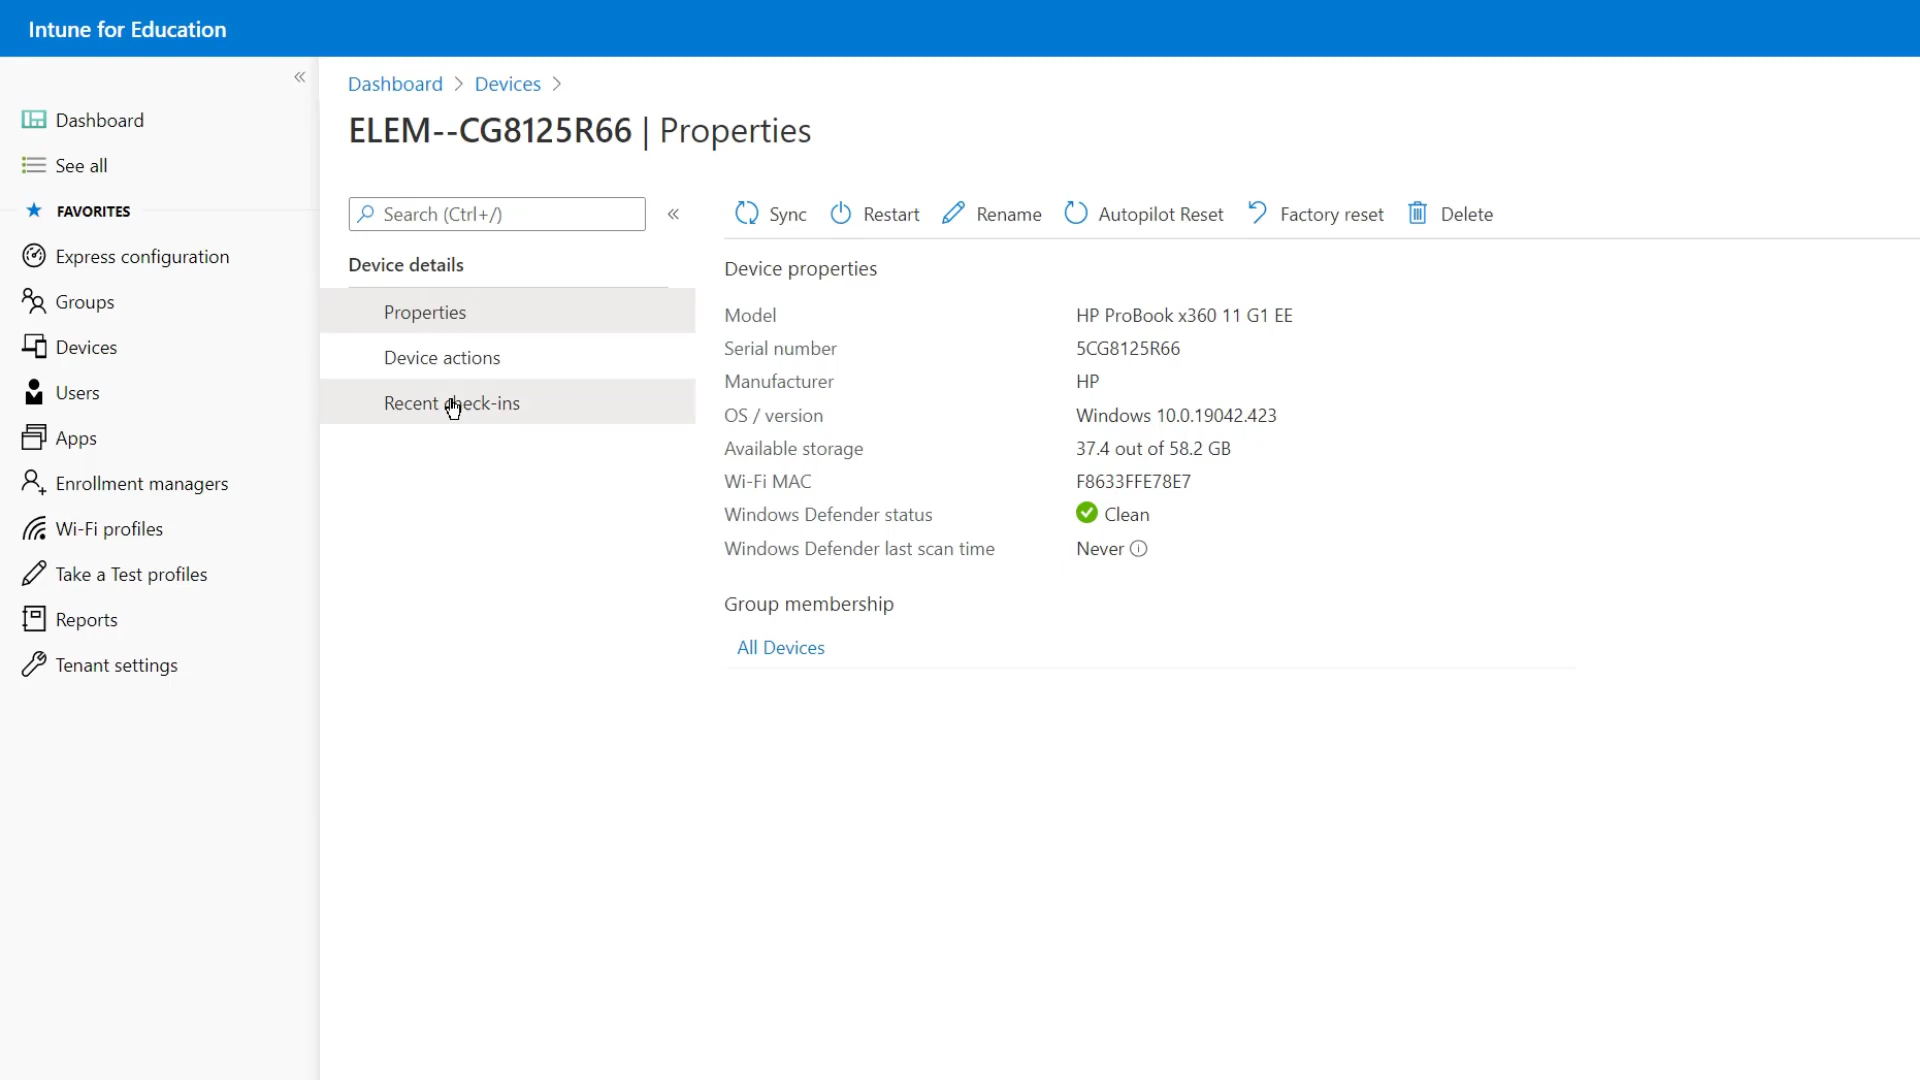 Intune for Education
«
Dashboard
See all
FAVORITES
Express configuration
Groups
Devices
Users
Apps
Enrollment managers
Wi-Fi profiles
Take a Test profiles
Reports
Tenant settings
Dashboard > Devices >
ELEM--CG8125R66 | Properties
Search (Ctrl+/) «
Device details
Properties
Device actions
Recent check-ins
Sync Restart Rename Autopilot Reset Factory reset Delete
Device properties
Model HP ProBook x360 11 G1 EE
Serial number 5CG8125R66
Manufacturer HP
OS / version Windows 10.0.19042.423
Available storage 37.4 out of 58.2 GB
Wi-Fi MAC F8633FFE78E7
Windows Defender status Clean
Windows Defender last scan time Never
Group membership
All Devices